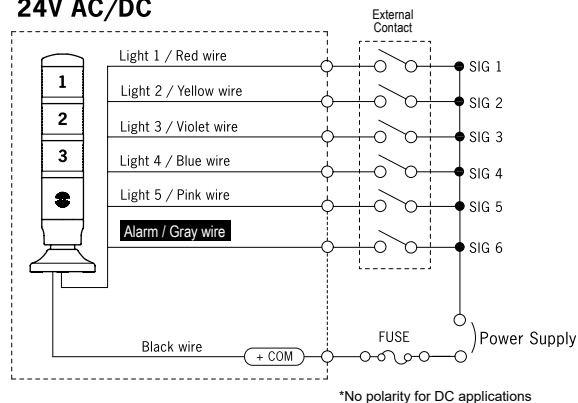 24V AC/DC
External
Contact
Light 1 / Red wire
SIG 1
1
Light 2 / Yellow wire
SIG 2
2
Light 3 / Violet wire
SIG 3
3
Light 4 / Blue wire
SIG 4
Light 5 / Pink wire
SIG 5
Alarm / Gray wire
SIG 6
Black wire
+ COM
FUSE
Power Supply
*No polarity for DC applications